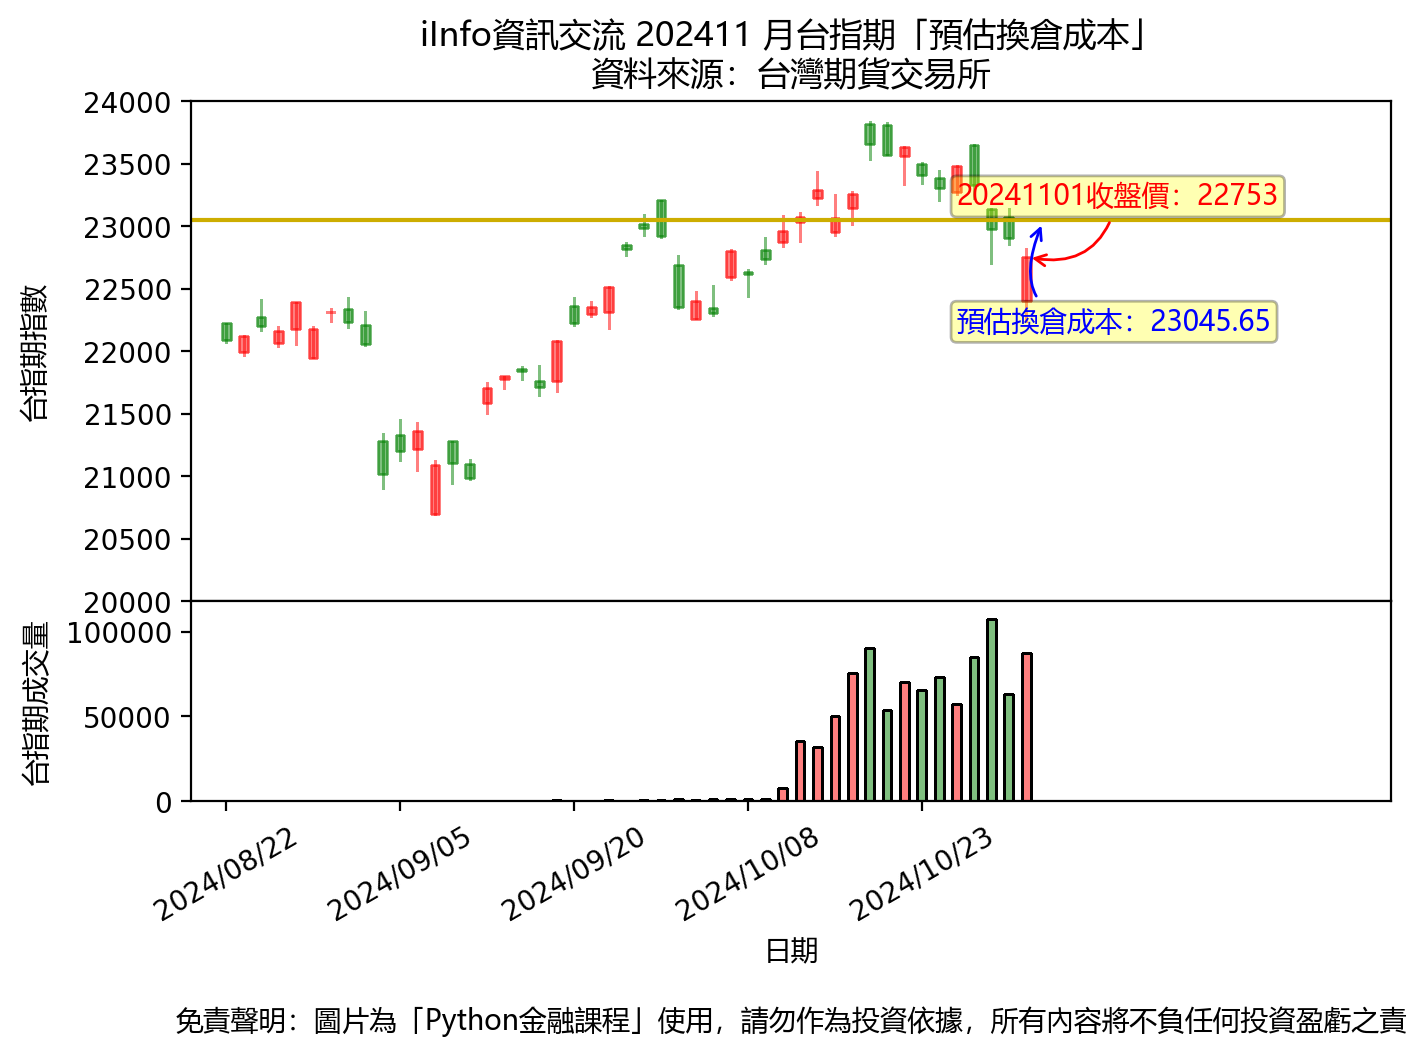 iInfo資訊交流 202411 月台指期「預估換倉成本」
資料來源：台灣期貨交易所
台指期指數
24000
23500
23000
22500
22000
21500
21000
20500
20000
20241101收盤價：22753
預估換倉成本：23045.65
台指期成交量
100000
50000
0
2024/08/22
2024/09/05
2024/09/20
2024/10/08
2024/10/23
日期
免責聲明：圖片為「Python金融課程」使用，請勿作為投資依據，所有內容將不負任何投資盈虧之責